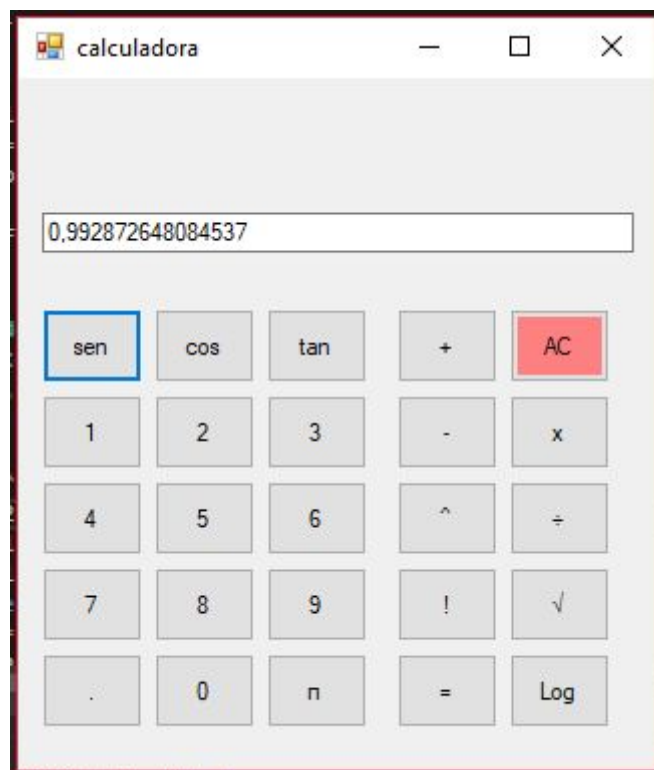 calculadora
0,992872648084537
sen cos tan + AC
1 2 3 - x
4 5 6 ^ ÷
7 8 9 ! √
. 0 п = Log